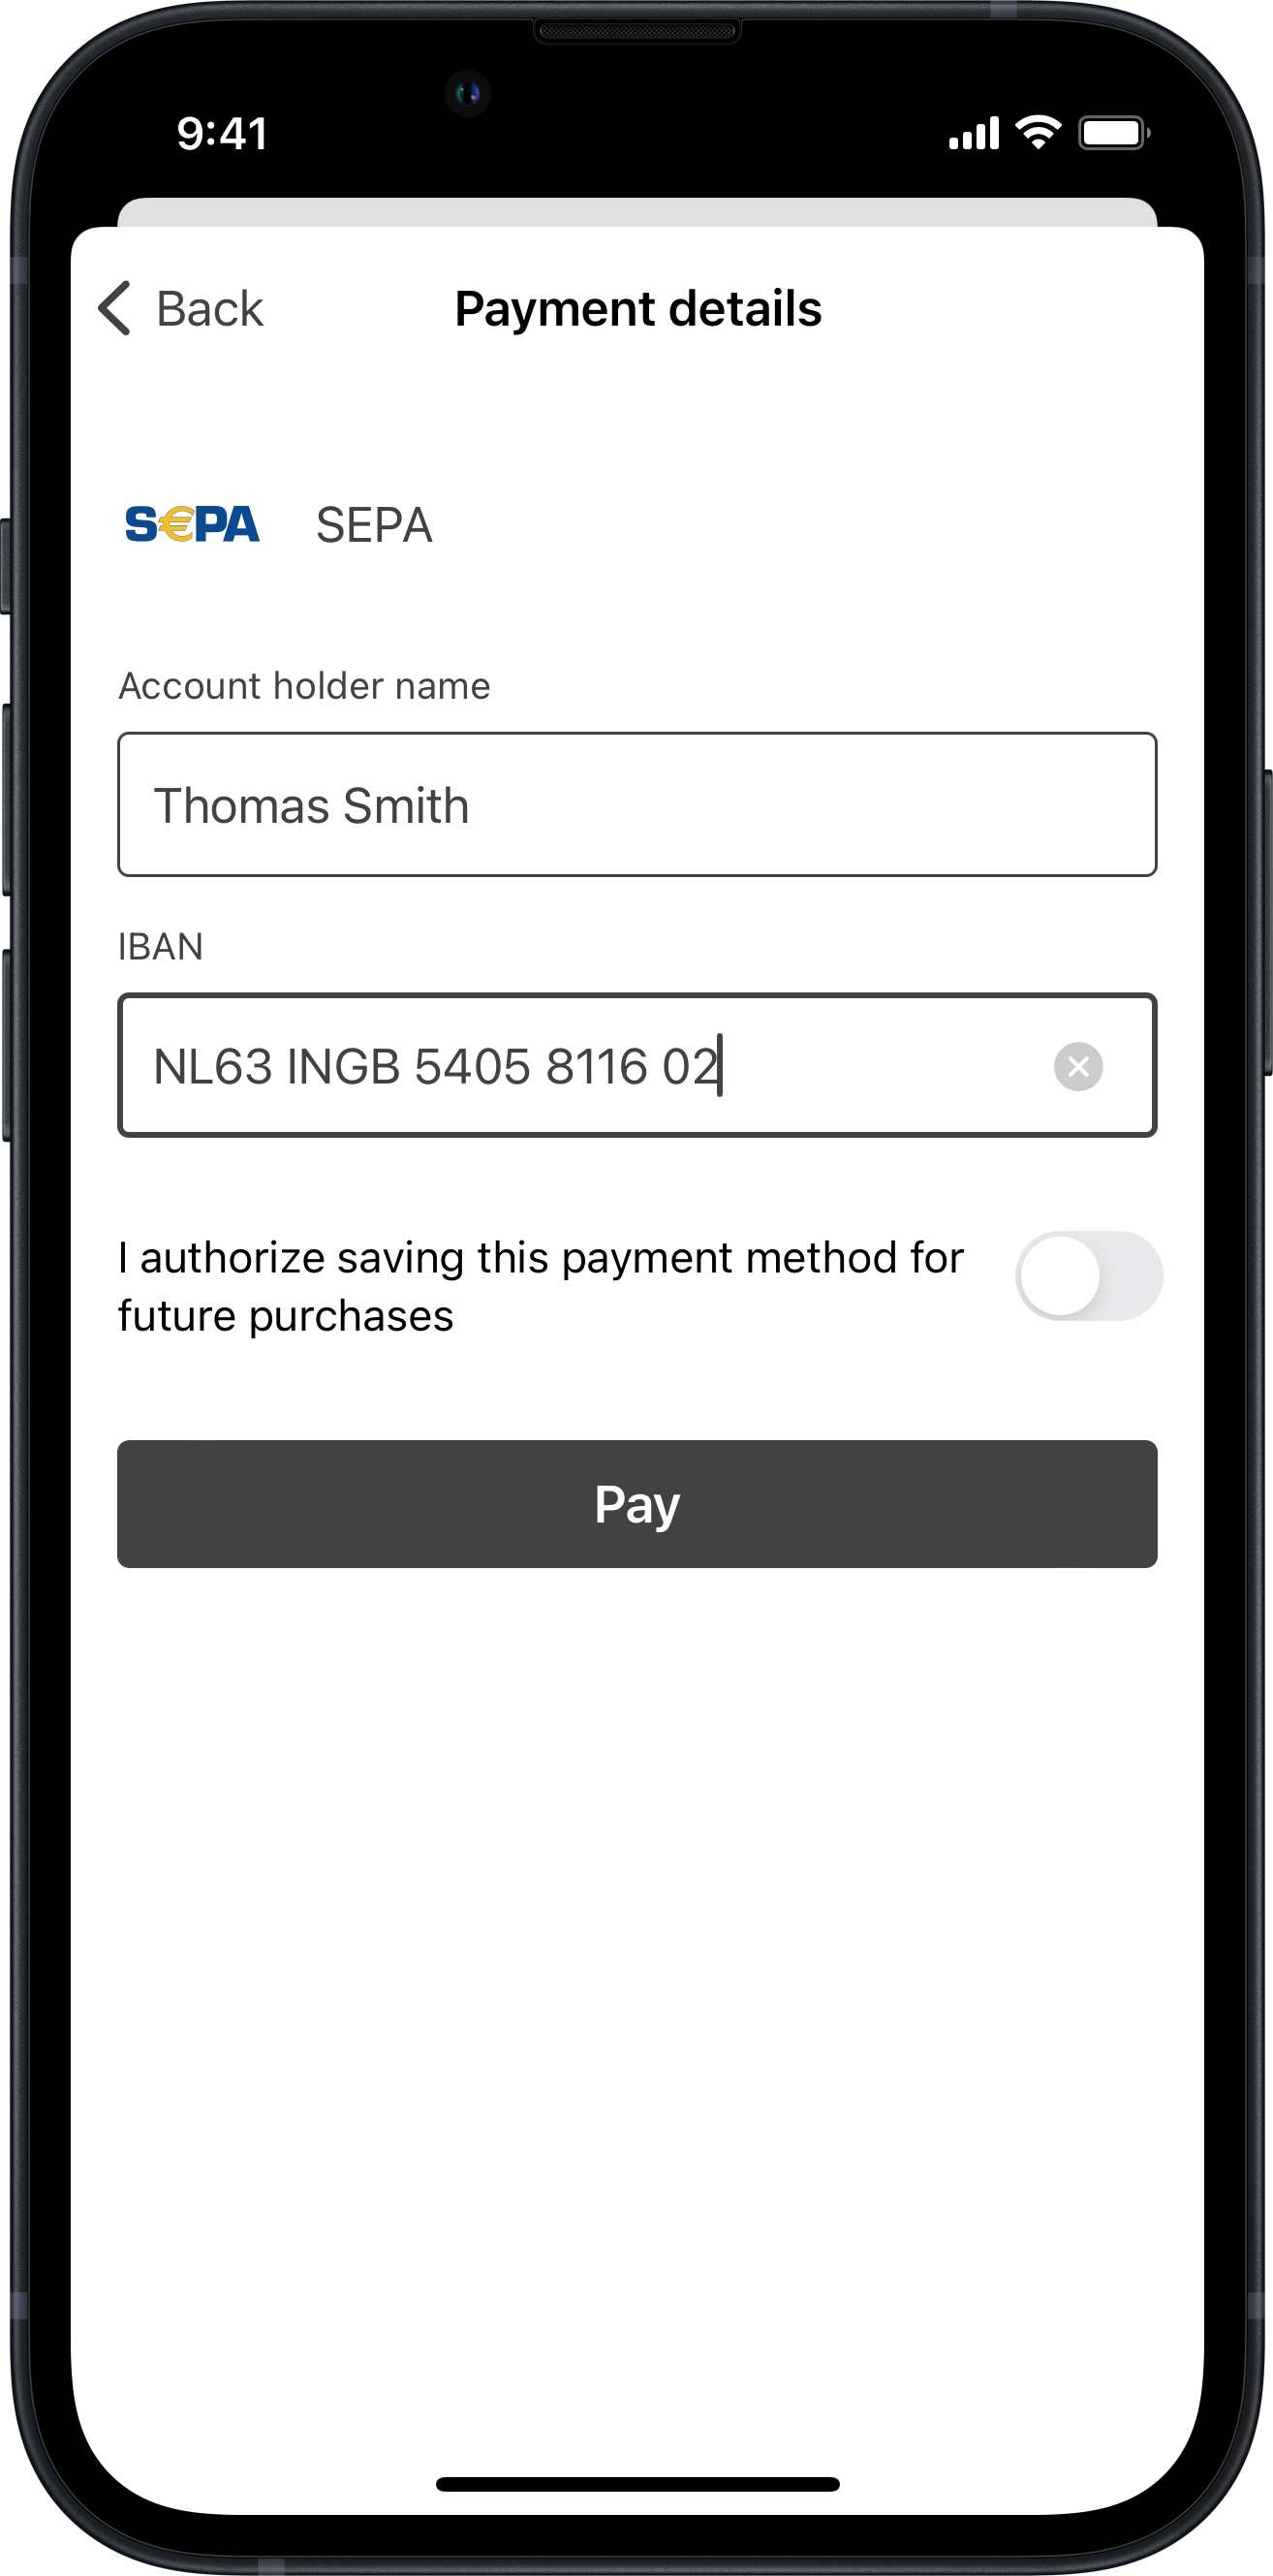 9:41
Back
Payment details
S€PA SEPA
Account holder name
Thomas Smith
IBAN
NL63 INGB 5405 8116 02
I authorize saving this payment method for
future purchases
Pay